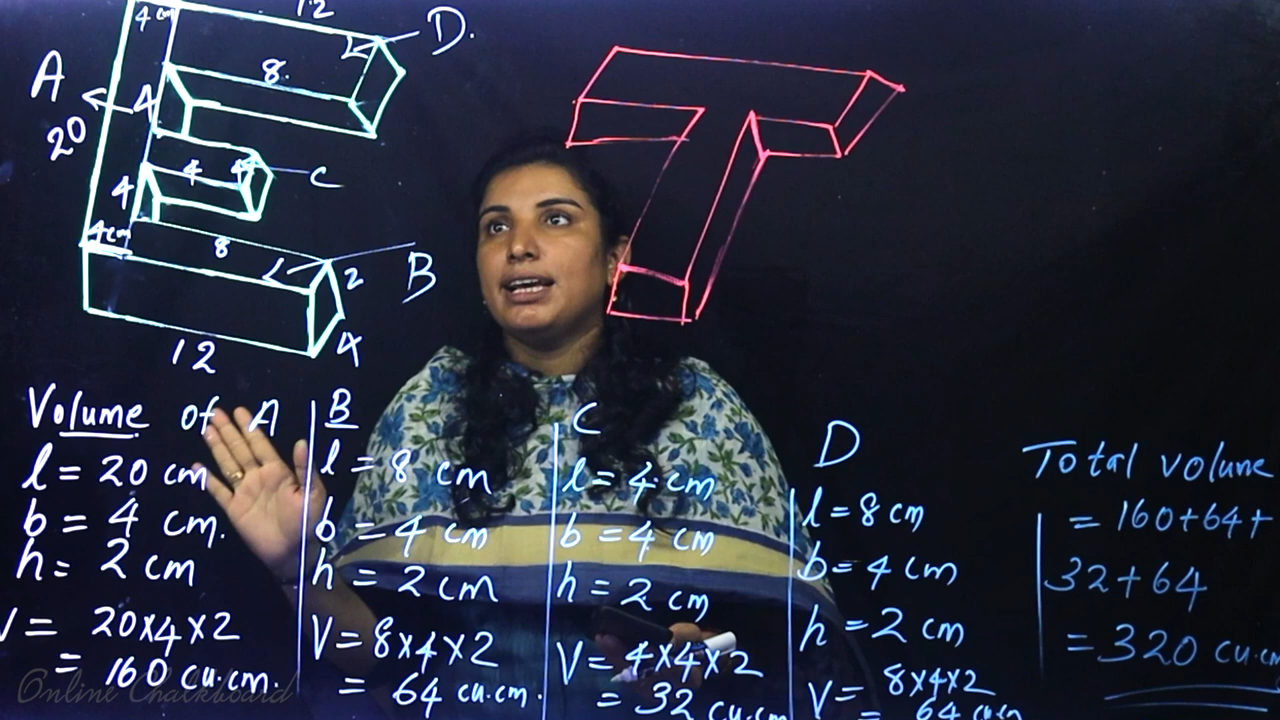 12
4 cm
D.
A
8
4
20
4
4
C
4
4cm
8
2
B
4
12
Volume of A
l = 20 cm
b = 4 cm.
h = 2 cm
V = 20x4x2
= 160 cu.cm.
B
l = 8 cm
b = 4 cm
h = 2 cm
V = 8x4x2
= 64 cu.cm.
C
l = 4 cm
b = 4 cm
h = 2 cm
V = 4x4x2
= 32 cu.cm
D
l = 8 cm
b = 4 cm
h = 2 cm
V = 8x4x2
= 64 cu.cm
Total volume
= 160+64+
32+64
= 320 cu.cm
Online Chalkboard